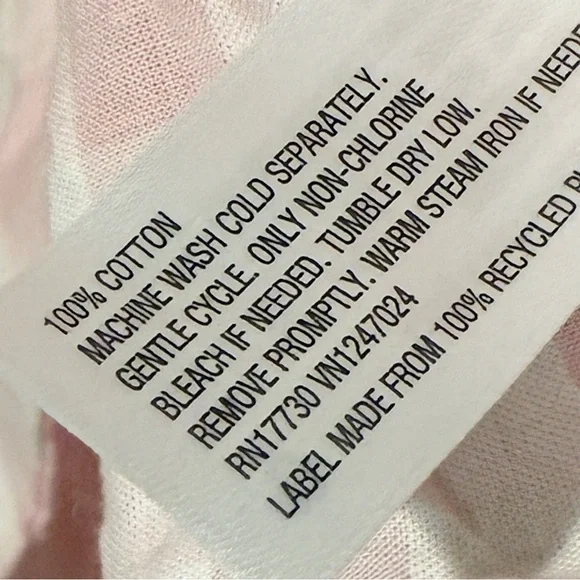 100% COTTON
MACHINE WASH COLD SEPARATELY.
GENTLE CYCLE. ONLY NON-CHLORINE
BLEACH IF NEEDED. TUMBLE DRY LOW.
REMOVE PROMPTLY. WARM STEAM IRON IF NEEDE
RN17730 VN1247024
LABEL MADE FROM 100% RECYCLED